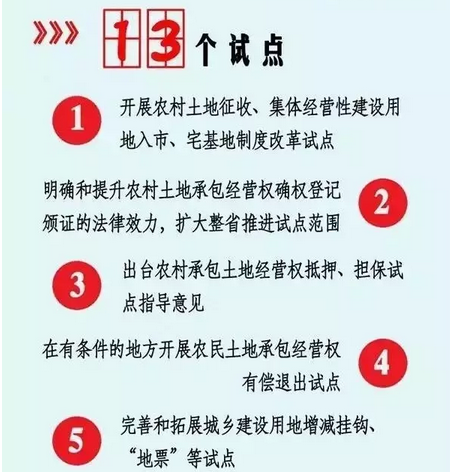 >>> 13个试点
1 开展农村土地征收、集体经营性建设用
地入市、宅基地制度改革试点
明确和提升农村土地承包经营权确权登记 2
颁证的法律效力，扩大整省推进试点范围
3 出台农村承包土地经营权抵押、担保试
点指导意见
在有条件的地方开展农民土地承包经营权 4
有偿退出试点
5 完善和拓展城乡建设用地增减挂钩、
“地票”等试点